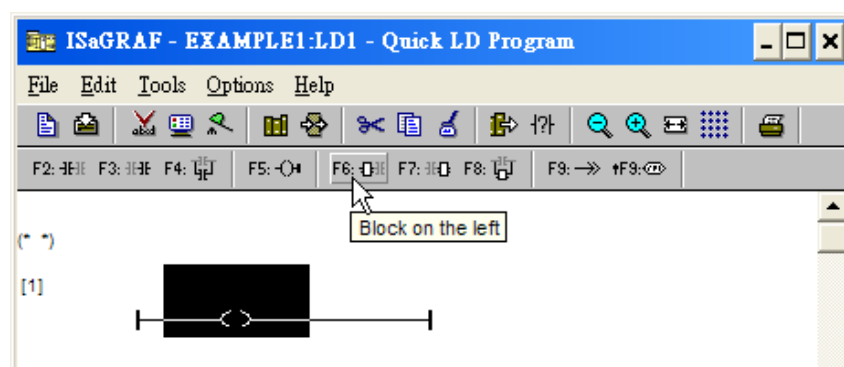 ISaGRAF - EXAMPLE1:LD1 - Quick LD Program
File Edit Tools Options Help
F2: F3: F4: F5: F6: F7: F8: F9: F9:
Block on the left
(* *)
[1]